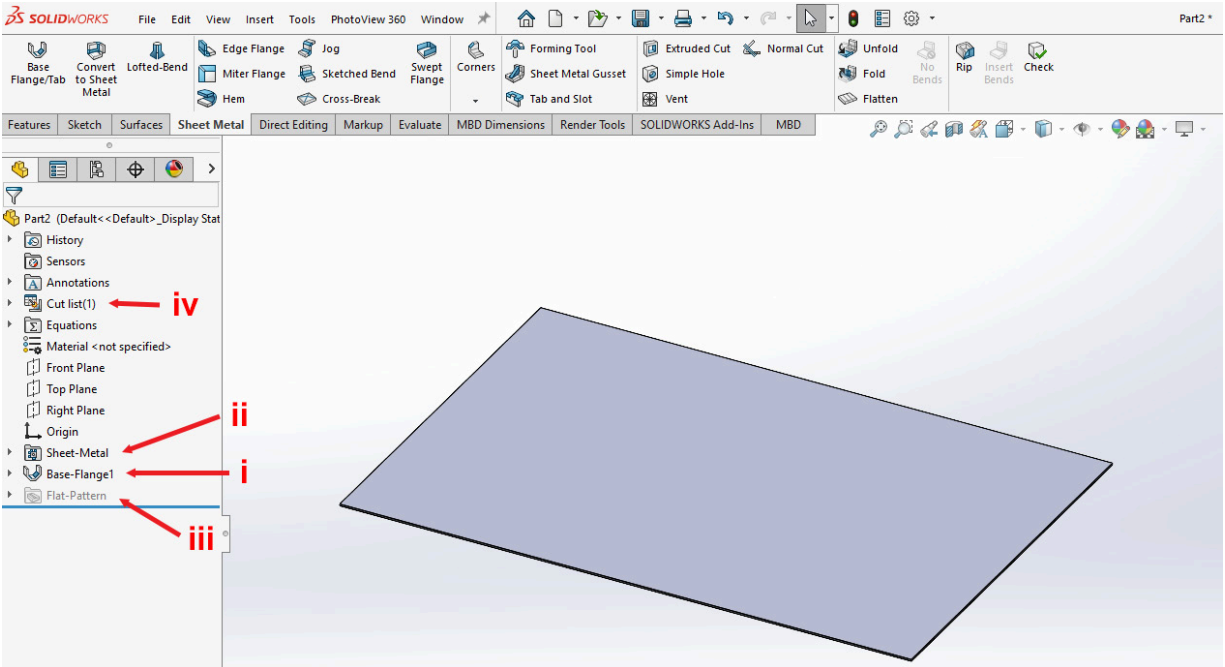 SOLIDWORKS File Edit View Insert Tools PhotoView 360 Window Part2 *
Base Flange/Tab
Convert to Sheet Metal
Lofted-Bend
Edge Flange
Miter Flange
Hem
Jog
Sketched Bend
Cross-Break
Swept Flange
Corners
Forming Tool
Sheet Metal Gusset
Tab and Slot
Extruded Cut
Simple Hole
Vent
Normal Cut
Unfold
Fold
Flatten
No Bends
Rip
Insert Bends
Check
Features Sketch Surfaces Sheet Metal Direct Editing Markup Evaluate MBD Dimensions Render Tools SOLIDWORKS Add-Ins MBD
Part2 (Default<<Default>_Display Stat
History
Sensors
Annotations
Cut list(1) iv
Equations
Material <not specified>
Front Plane
Top Plane
Right Plane
ii
Origin
Sheet-Metal
Base-Flange1 i
Flat-Pattern
iii